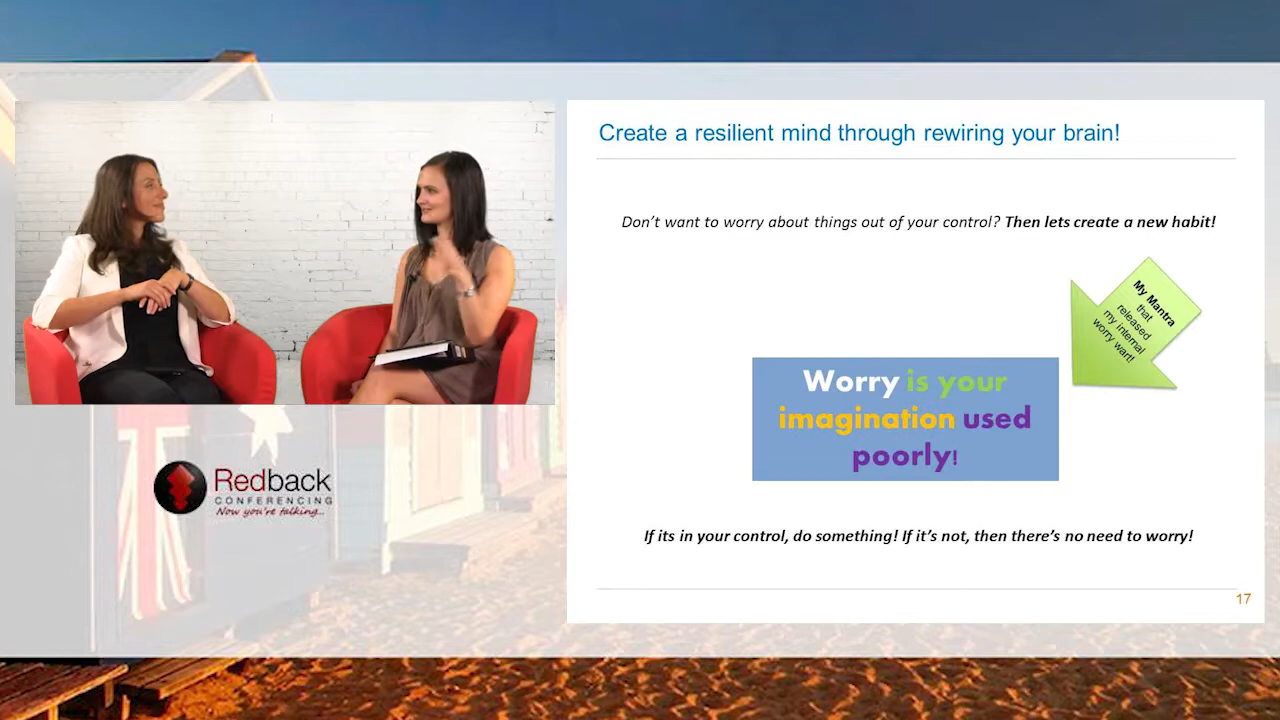 Create a resilient mind through rewiring your brain!
Don't want to worry about things out of your control? Then lets create a new habit!
My Mantra
that
released
my internal
worry wart!
Worry is your
imagination used
poorly!
If its in your control, do something! If it's not, then there's no need to worry!
17
Redback
CONFERENCING
Now you're talking...